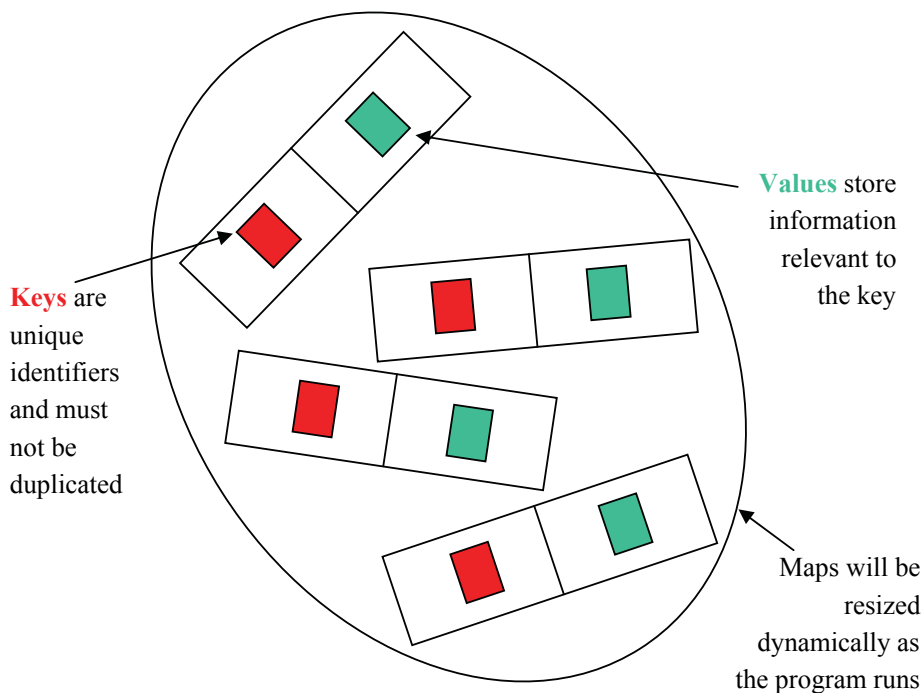 Values store
information
relevant to
the key
Keys are
unique
identifiers
and must
not be
duplicated
Maps will be
resized
dynamically as
the program runs